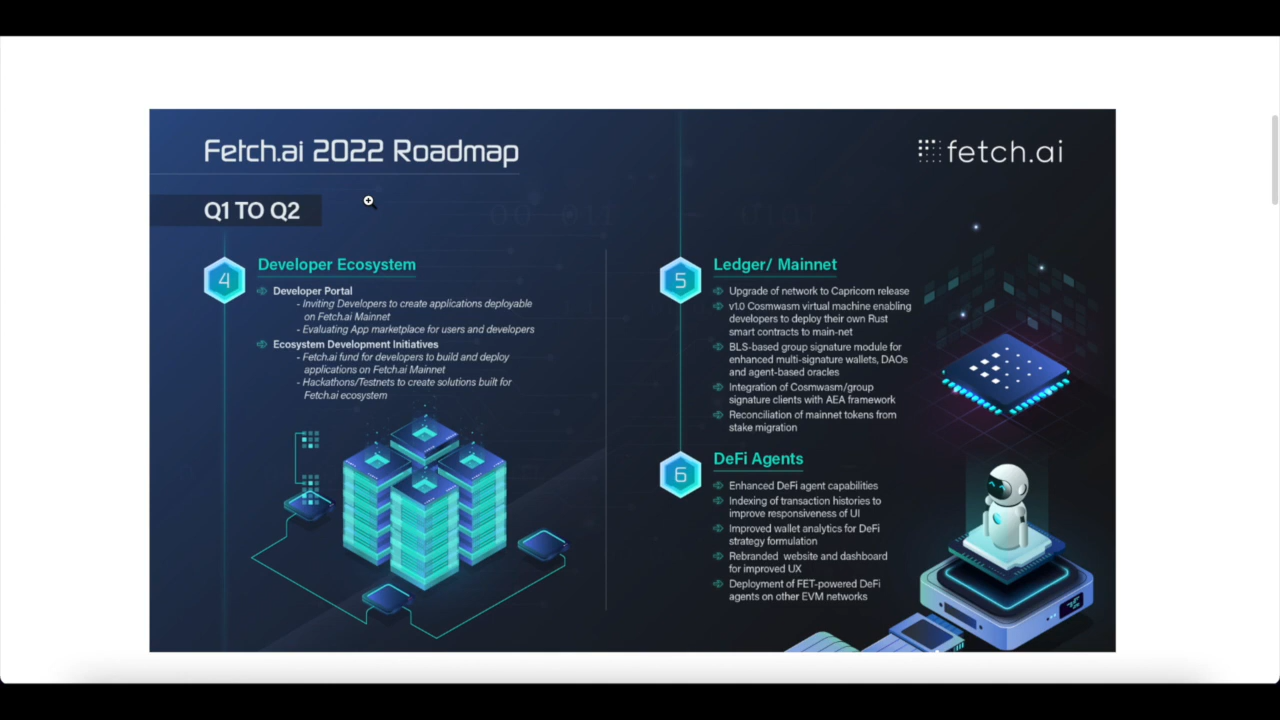 Fetch.ai 2022 Roadmap
fetch.ai
Q1 TO Q2
4
Developer Ecosystem
Developer Portal
- Inviting Developers to create applications deployable
on Fetch.ai Mainnet
- Evaluating App marketplace for users and developers
Ecosystem Development Initiatives
- Fetch.ai fund for developers to build and deploy
applications on Fetch.ai Mainnet
- Hackathons/Testnets to create solutions built for
Fetch.ai ecosystem
5
Ledger/ Mainnet
Upgrade of network to Capricorn release
v1.0 Cosmwasm virtual machine enabling
developers to deploy their own Rust
smart contracts to main-net
BLS-based group signature module for
enhanced multi-signature wallets, DAOs
and agent-based oracles
Integration of Cosmwasm/group
signature clients with AEA framework
Reconciliation of mainnet tokens from
stake migration
6
DeFi Agents
Enhanced DeFi agent capabilities
Indexing of transaction histories to
improve responsiveness of UI
Improved wallet analytics for DeFi
strategy formulation
Rebranded website and dashboard
for improved UX
Deployment of FET-powered DeFi
agents on other EVM networks